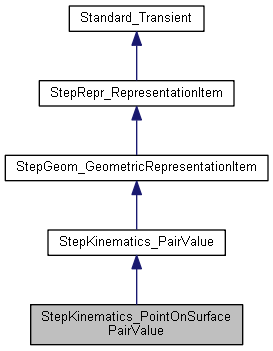 Standard_Transient
StepRepr_RepresentationItem
StepGeom_GeometricRepresentationItem
StepKinematics_PairValue
StepKinematics_PointOnSurface
PairValue